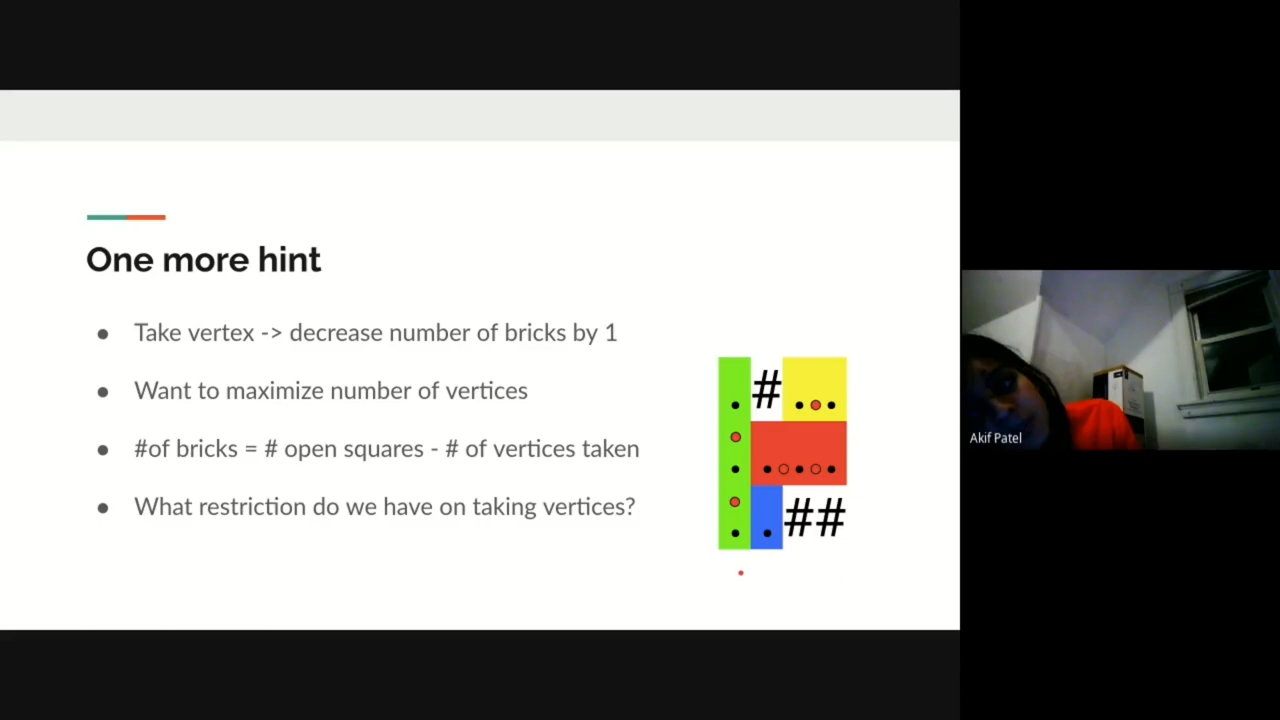 One more hint
● Take vertex -> decrease number of bricks by 1
● Want to maximize number of vertices
● #of bricks = # open squares - # of vertices taken
● What restriction do we have on taking vertices?
#
##
Akif Patel